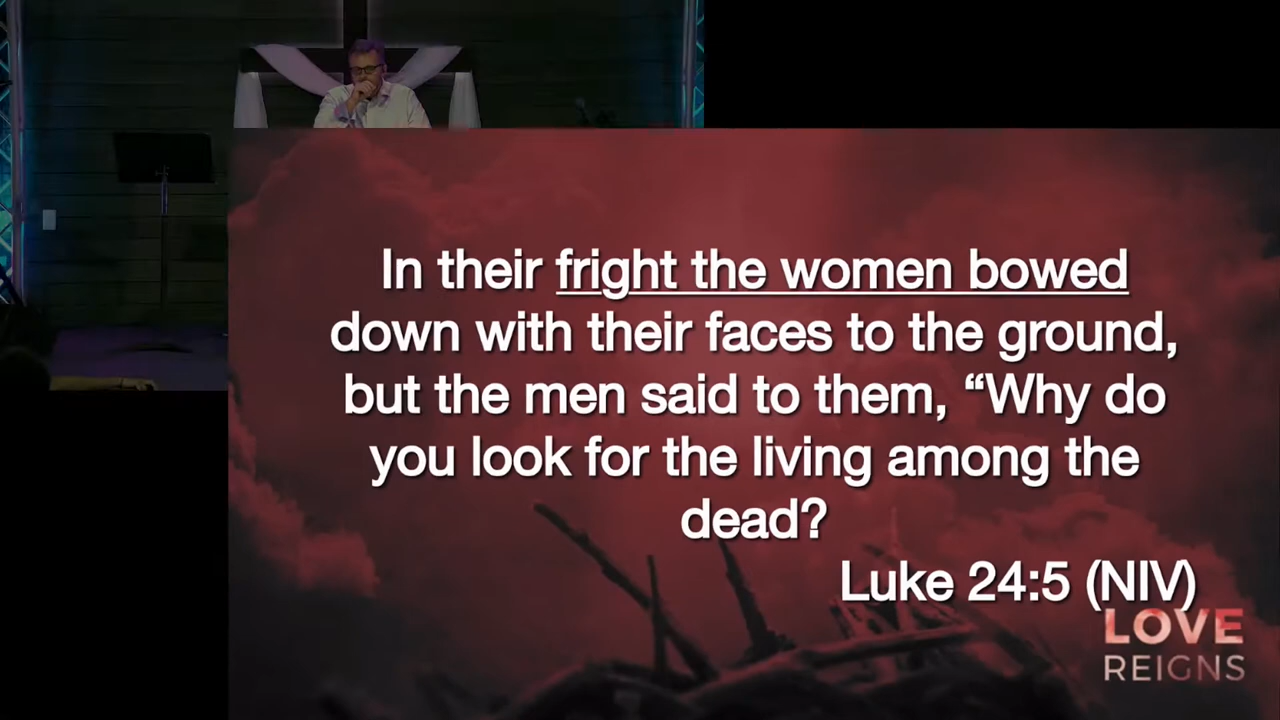 In their fright the women bowed
down with their faces to the ground,
but the men said to them, “Why do
you look for the living among the
dead?
Luke 24:5 (NIV)
LOVE
REIGNS